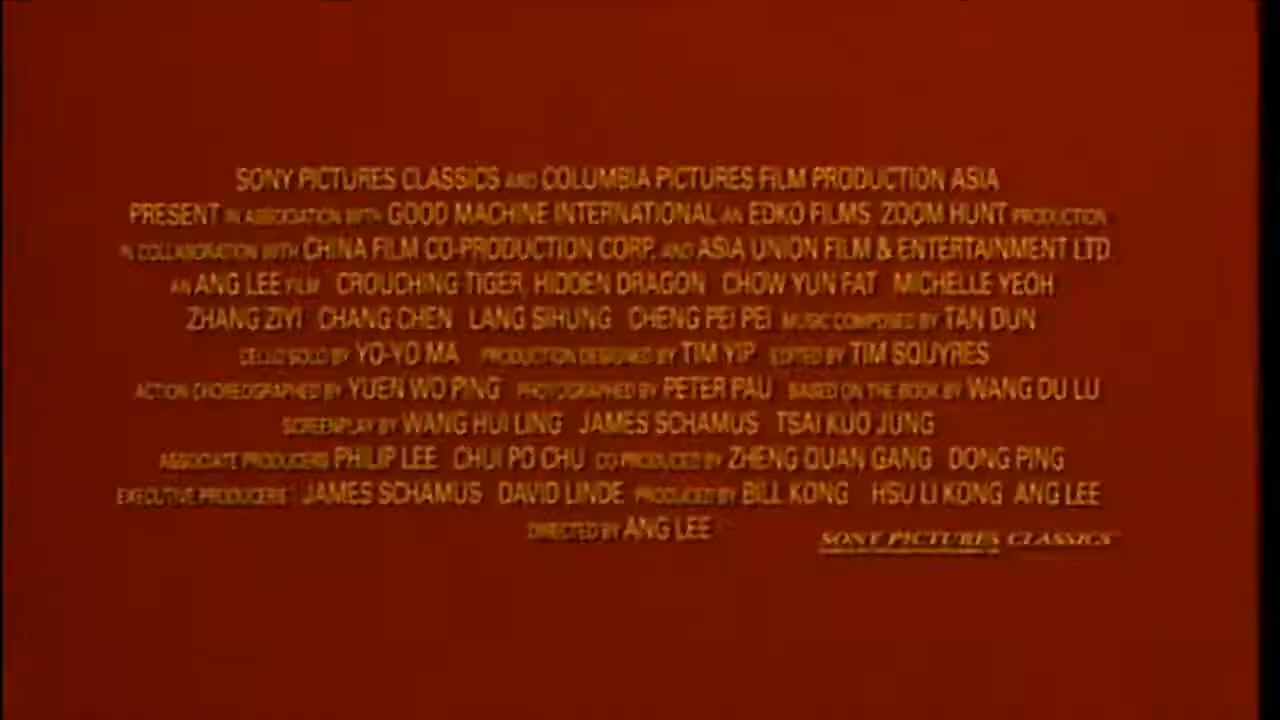 SONY PICTURES CLASSICS AND COLUMBIA PICTURES FILM PRODUCTION ASIA
PRESENT IN ASSOCIATION WITH GOOD MACHINE INTERNATIONAL AN EDKO FILMS ZOOM HUNT PRODUCTION
IN COLLABORATION WITH CHINA FILM CO-PRODUCTION CORP. AND ASIA UNION FILM & ENTERTAINMENT LTD.
AN ANG LEE FILM CROUCHING TIGER, HIDDEN DRAGON CHOW YUN FAT MICHELLE YEOH
ZHANG ZIYI CHANG CHEN LANG SIHUNG CHENG PEI PEI MUSIC COMPOSED BY TAN DUN
CELLO SOLO BY YO-YO MA PRODUCTION DESIGNED BY TIM YIP EDITED BY TIM SQUYRES
ACTION CHOREOGRAPHED BY YUEN WO PING PHOTOGRAPHED BY PETER PAU BASED ON THE BOOK BY WANG DU LU
SCREENPLAY BY WANG HUI LING JAMES SCHAMUS TSAI KUO JUNG
ASSOCIATE PRODUCERS PHILIP LEE CHUI PO CHU CO-PRODUCED BY ZHENG QUAN GANG DONG PING
EXECUTIVE PRODUCERS JAMES SCHAMUS DAVID LINDE PRODUCED BY BILL KONG HSU LI KONG ANG LEE
DIRECTED BY ANG LEE
SONY PICTURES CLASSICS